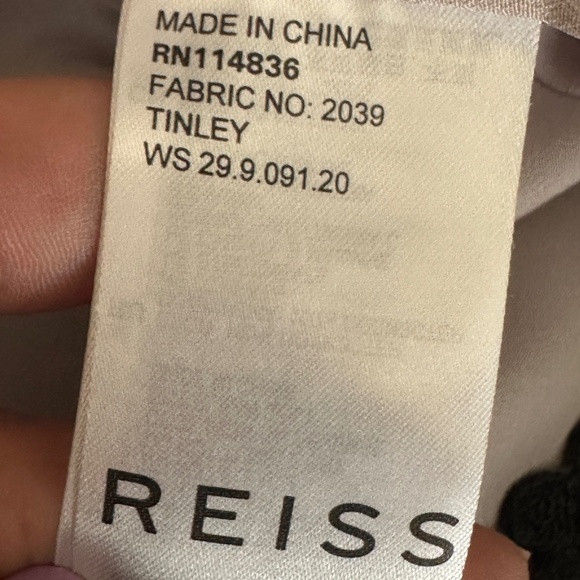 MADE IN CHINA
RN114836
FABRIC NO: 2039
TINLEY
WS 29.9.091.20
REISS